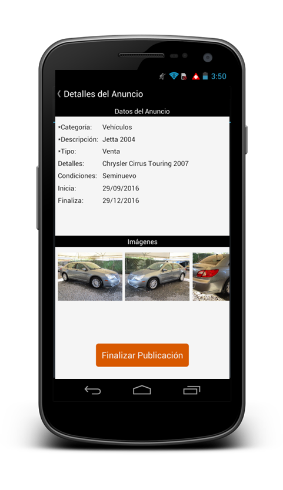 3:50
Detalles del Anuncio
Datos del Anuncio
*Categoria: Vehiculos
*Descripción: Jetta 2004
*Tipo: Venta
Detalles: Chrysler Cirrus Touring 2007
Condiciones: Seminuevo
Inicia: 29/09/2016
Finaliza: 29/12/2016
Imágenes
Finalizar Publicación